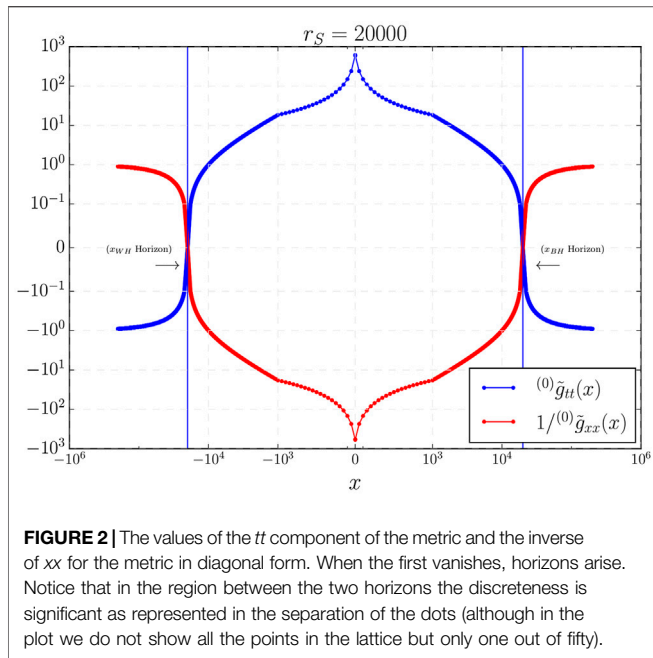 r_S = 20000
10^3
10^2
10^1
10^0
10^{-1}
0
−10^{-1}
−10^0
−10^1
−10^2
−10^3
(x_{WH} Horizon)
(x_{BH} Horizon)
^{(0)}g̃_{tt}(x)
1/^{(0)}g̃_{xx}(x)
−10^6 −10^4 −10^3 0 10^3 10^4 10^6
x
FIGURE 2 | The values of the tt component of the metric and the inverse
of xx for the metric in diagonal form. When the first vanishes, horizons arise.
Notice that in the region between the two horizons the discreteness is
significant as represented in the separation of the dots (although in the
plot we do not show all the points in the lattice but only one out of fifty).